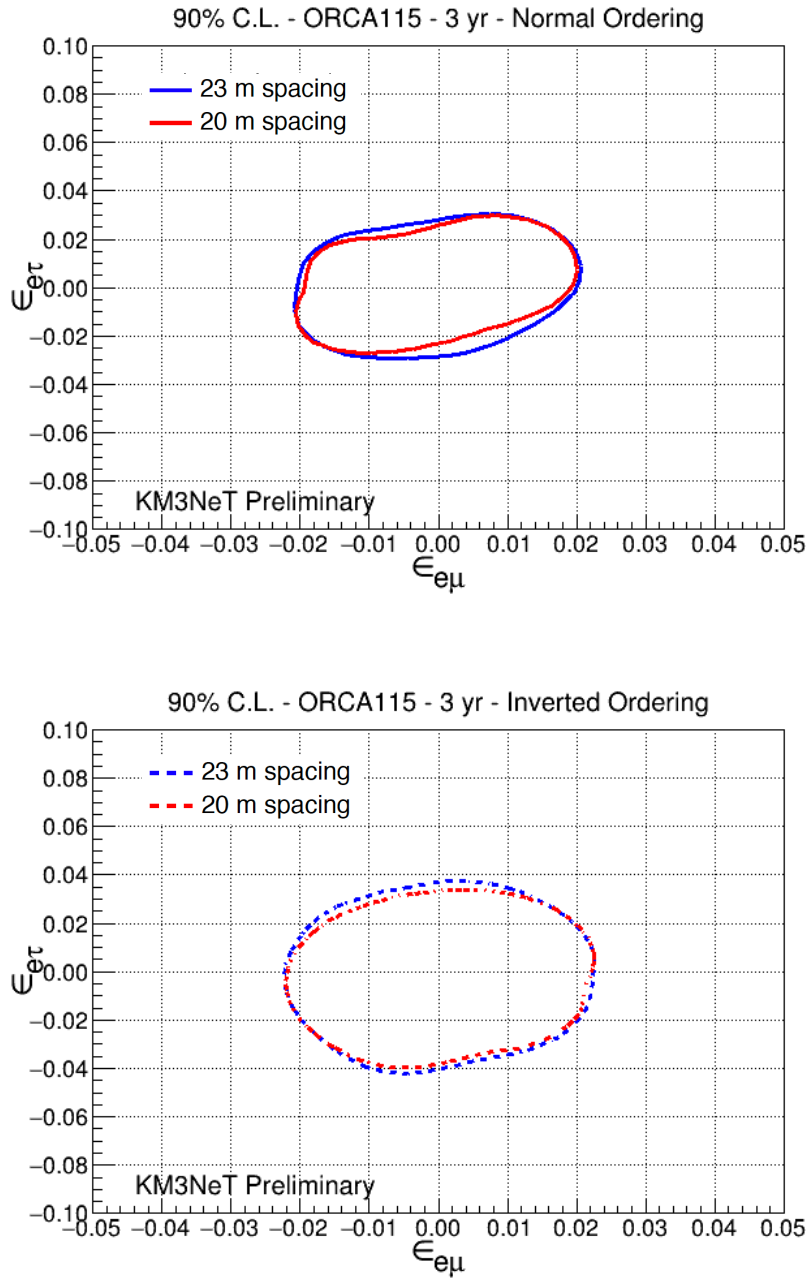 90% C.L. - ORCA115 - 3 yr - Normal Ordering
23 m spacing
20 m spacing
0.10
0.08
0.06
0.04
0.02
0.00
−0.02
−0.04
−0.06
−0.08
−0.10
∈eτ
KM3NeT Preliminary
−0.05 −0.04 −0.03 −0.02 −0.01 0.00 0.01 0.02 0.03 0.04 0.05
∈eμ
90% C.L. - ORCA115 - 3 yr - Inverted Ordering
23 m spacing
20 m spacing
0.10
0.08
0.06
0.04
0.02
0.00
−0.02
−0.04
−0.06
−0.08
−0.10
∈eτ
KM3NeT Preliminary
−0.05 −0.04 −0.03 −0.02 −0.01 0.00 0.01 0.02 0.03 0.04 0.05
∈eμ